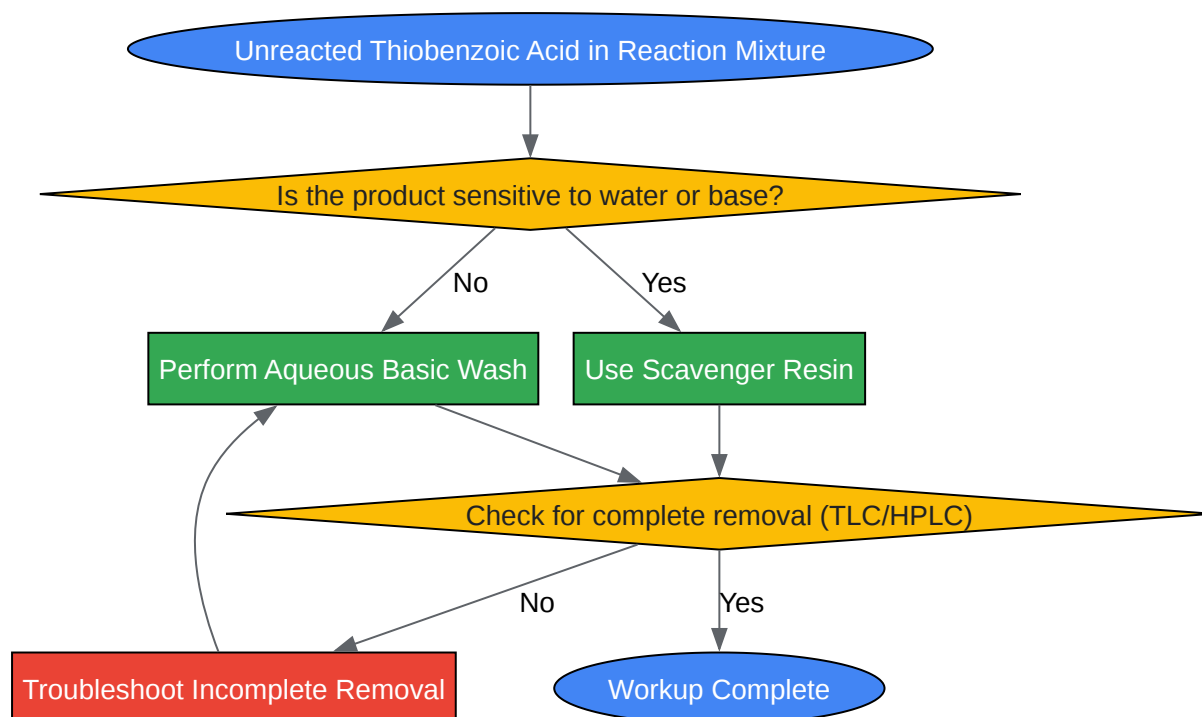 Unreacted Thiobenzoic Acid in Reaction Mixture
Is the product sensitive to water or base?
No
Yes
Perform Aqueous Basic Wash
Use Scavenger Resin
Check for complete removal (TLC/HPLC)
No
Yes
Troubleshoot Incomplete Removal
Workup Complete